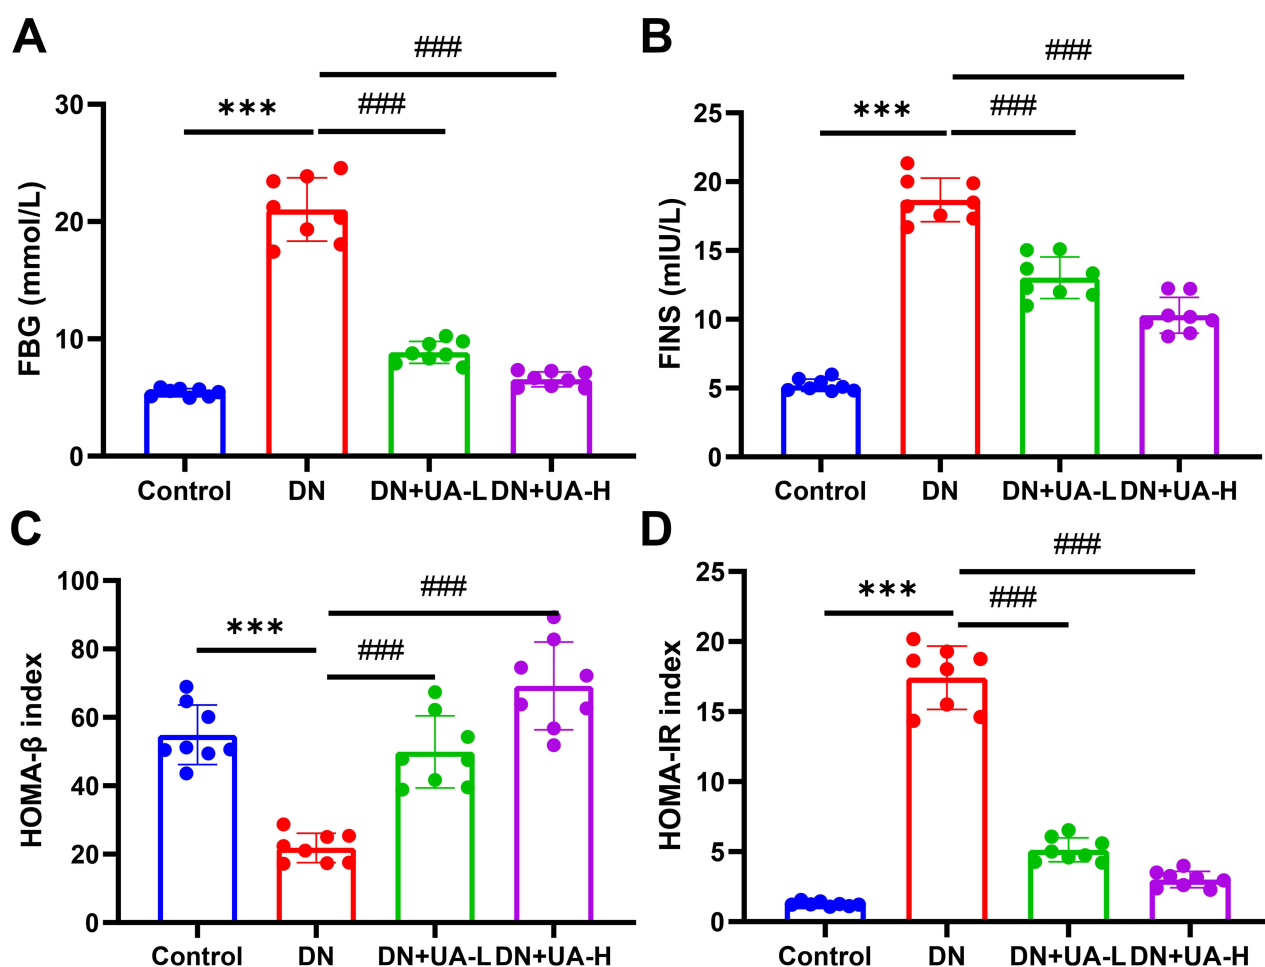 A
###
***
###
FBG (mmol/L)
30
20
10
0
Control DN DN+UA-L DN+UA-H
B
###
***
###
FINS (mIU/L)
25
20
15
10
5
0
Control DN DN+UA-L DN+UA-H
C
###
***
###
HOMA-β index
100
80
60
40
20
0
Control DN DN+UA-L DN+UA-H
D
###
***
###
HOMA-IR index
25
20
15
10
5
0
Control DN DN+UA-L DN+UA-H